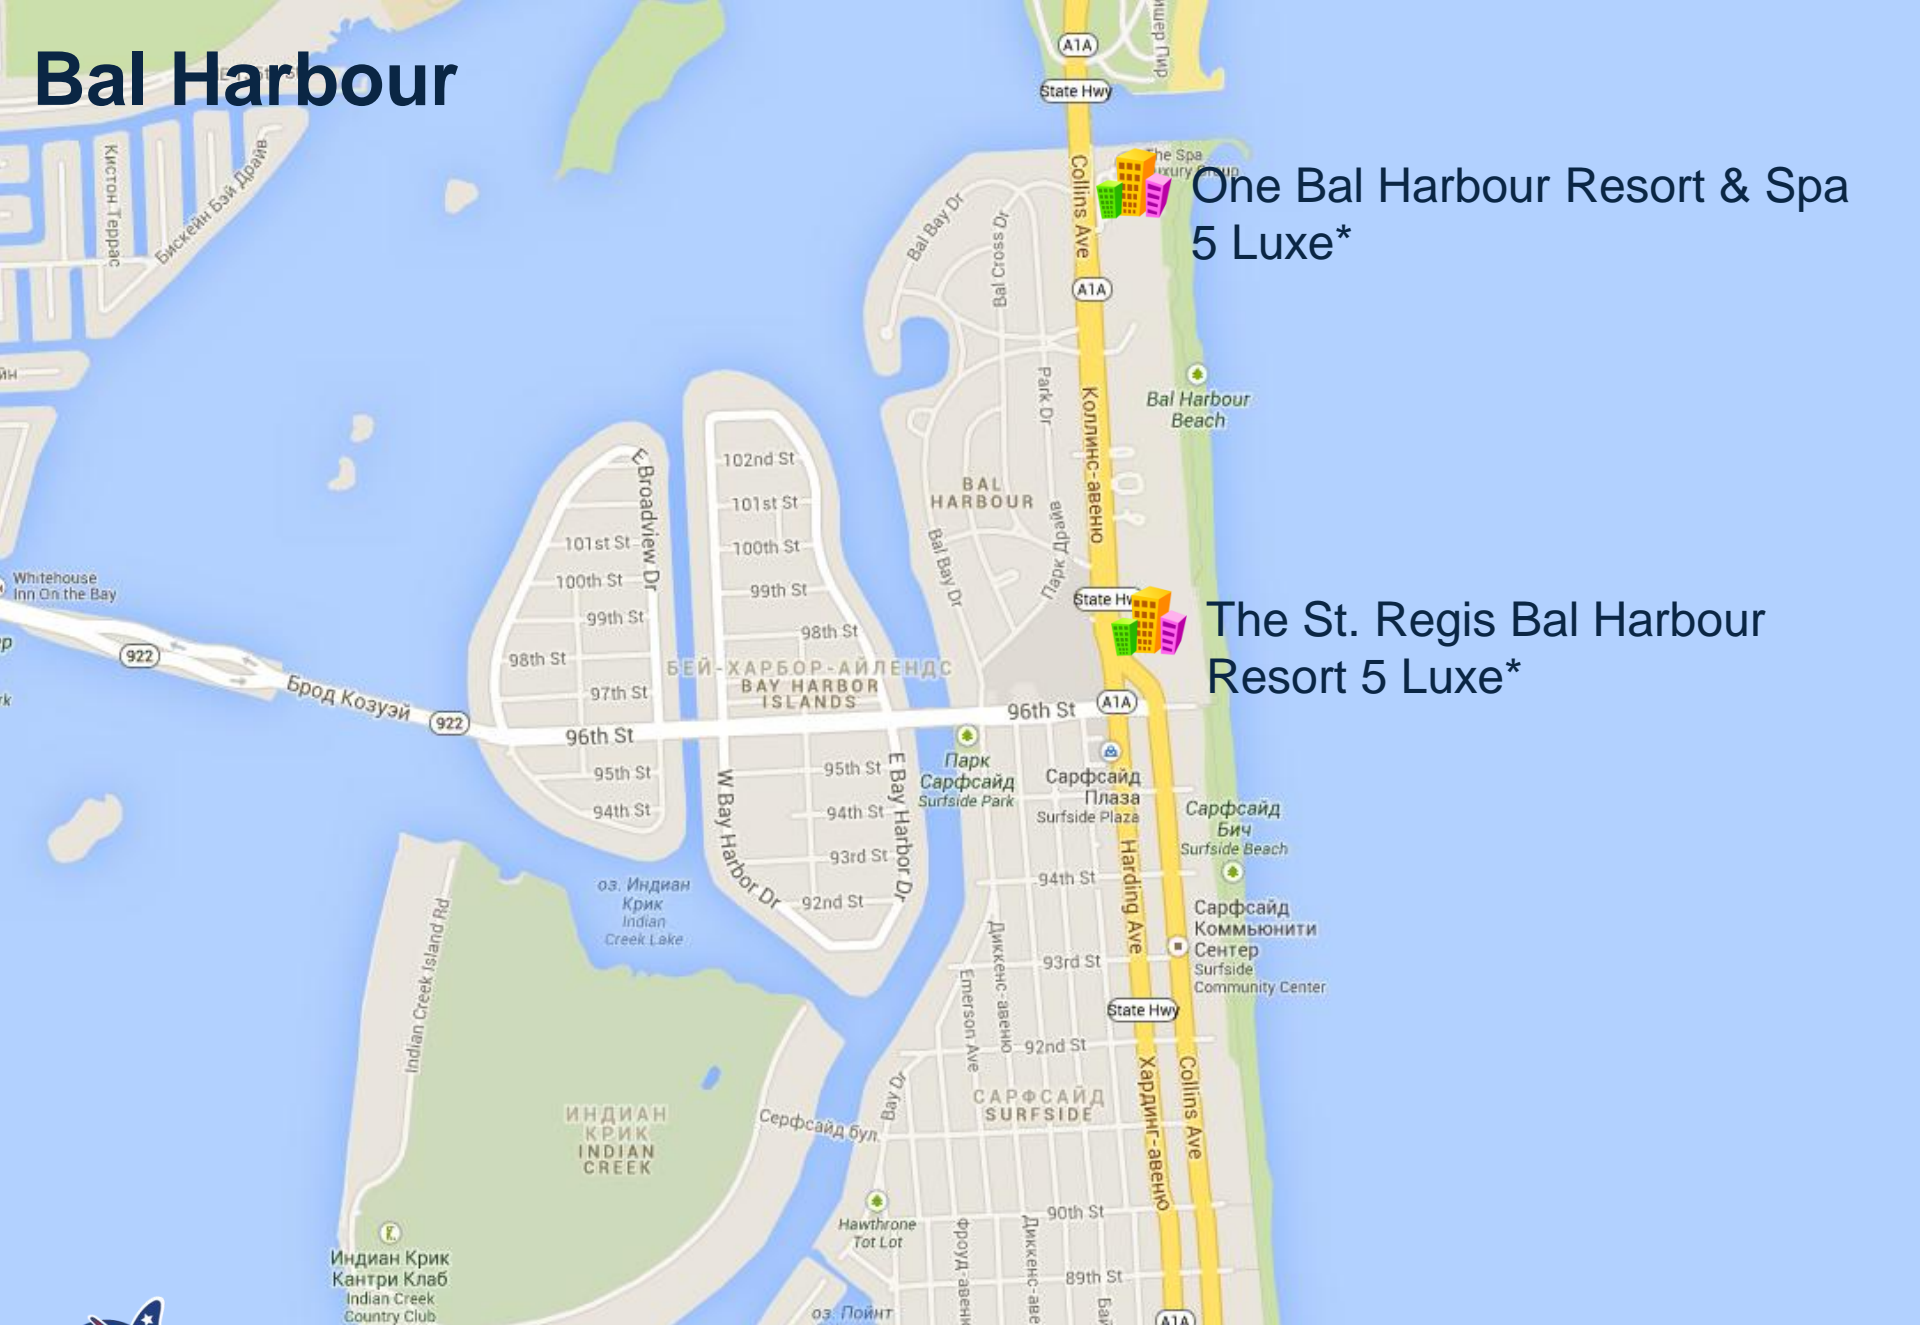 Bal Harbour
One Bal Harbour Resort & Spa
5 Luxe*
The St. Regis Bal Harbour
Resort 5 Luxe*
A1A
State Hwy
The Spa
Collins Ave
A1A
Кистон Террас
Бискейн Бэй Драйв
Bal Bay Dr
Bal Cross Dr
Park Dr
Коллинс-авеню
Bal Harbour
Beach
BAL
HARBOUR
Парк Драйв
Bal Bay Dr
E Broadview Dr
102nd St
101st St
100th St
99th St
98th St
101st St
100th St
99th St
98th St
97th St
Whitehouse
Inn On the Bay
922
Брод Козуэй
922
БЕЙ-ХАРБОР-АЙЛЕНДС
BAY HARBOR
ISLANDS
96th St
96th St
A1A
95th St
94th St
W Bay Harbor Dr
95th St
94th St
93rd St
92nd St
E Bay Harbor Dr
Парк
Сарфсайд
Surfside Park
Сарфсайд
Плаза
Surfside Plaza
Сарфсайд
Бич
Surfside Beach
Harding Ave
94th St
Сарфсайд
Коммьюнити
Сентер
Surfside
Community Center
оз. Индиан
Крик
Indian
Creek Lake
Indian Creek Island Rd
Диккенс-авеню
Emerson Ave
93rd St
State Hwy
92nd St
Хардинг-авеню
Collins Ave
Bay Dr
САРФСАЙД
SURFSIDE
Серфсайд бул.
ИНДИАН
КРИК
INDIAN
CREEK
Hawthrone
Tot Lot
90th St
89th St
Индиан Крик
Кантри Клаб
Indian Creek
Country Club
оз. Пойнт
A1A